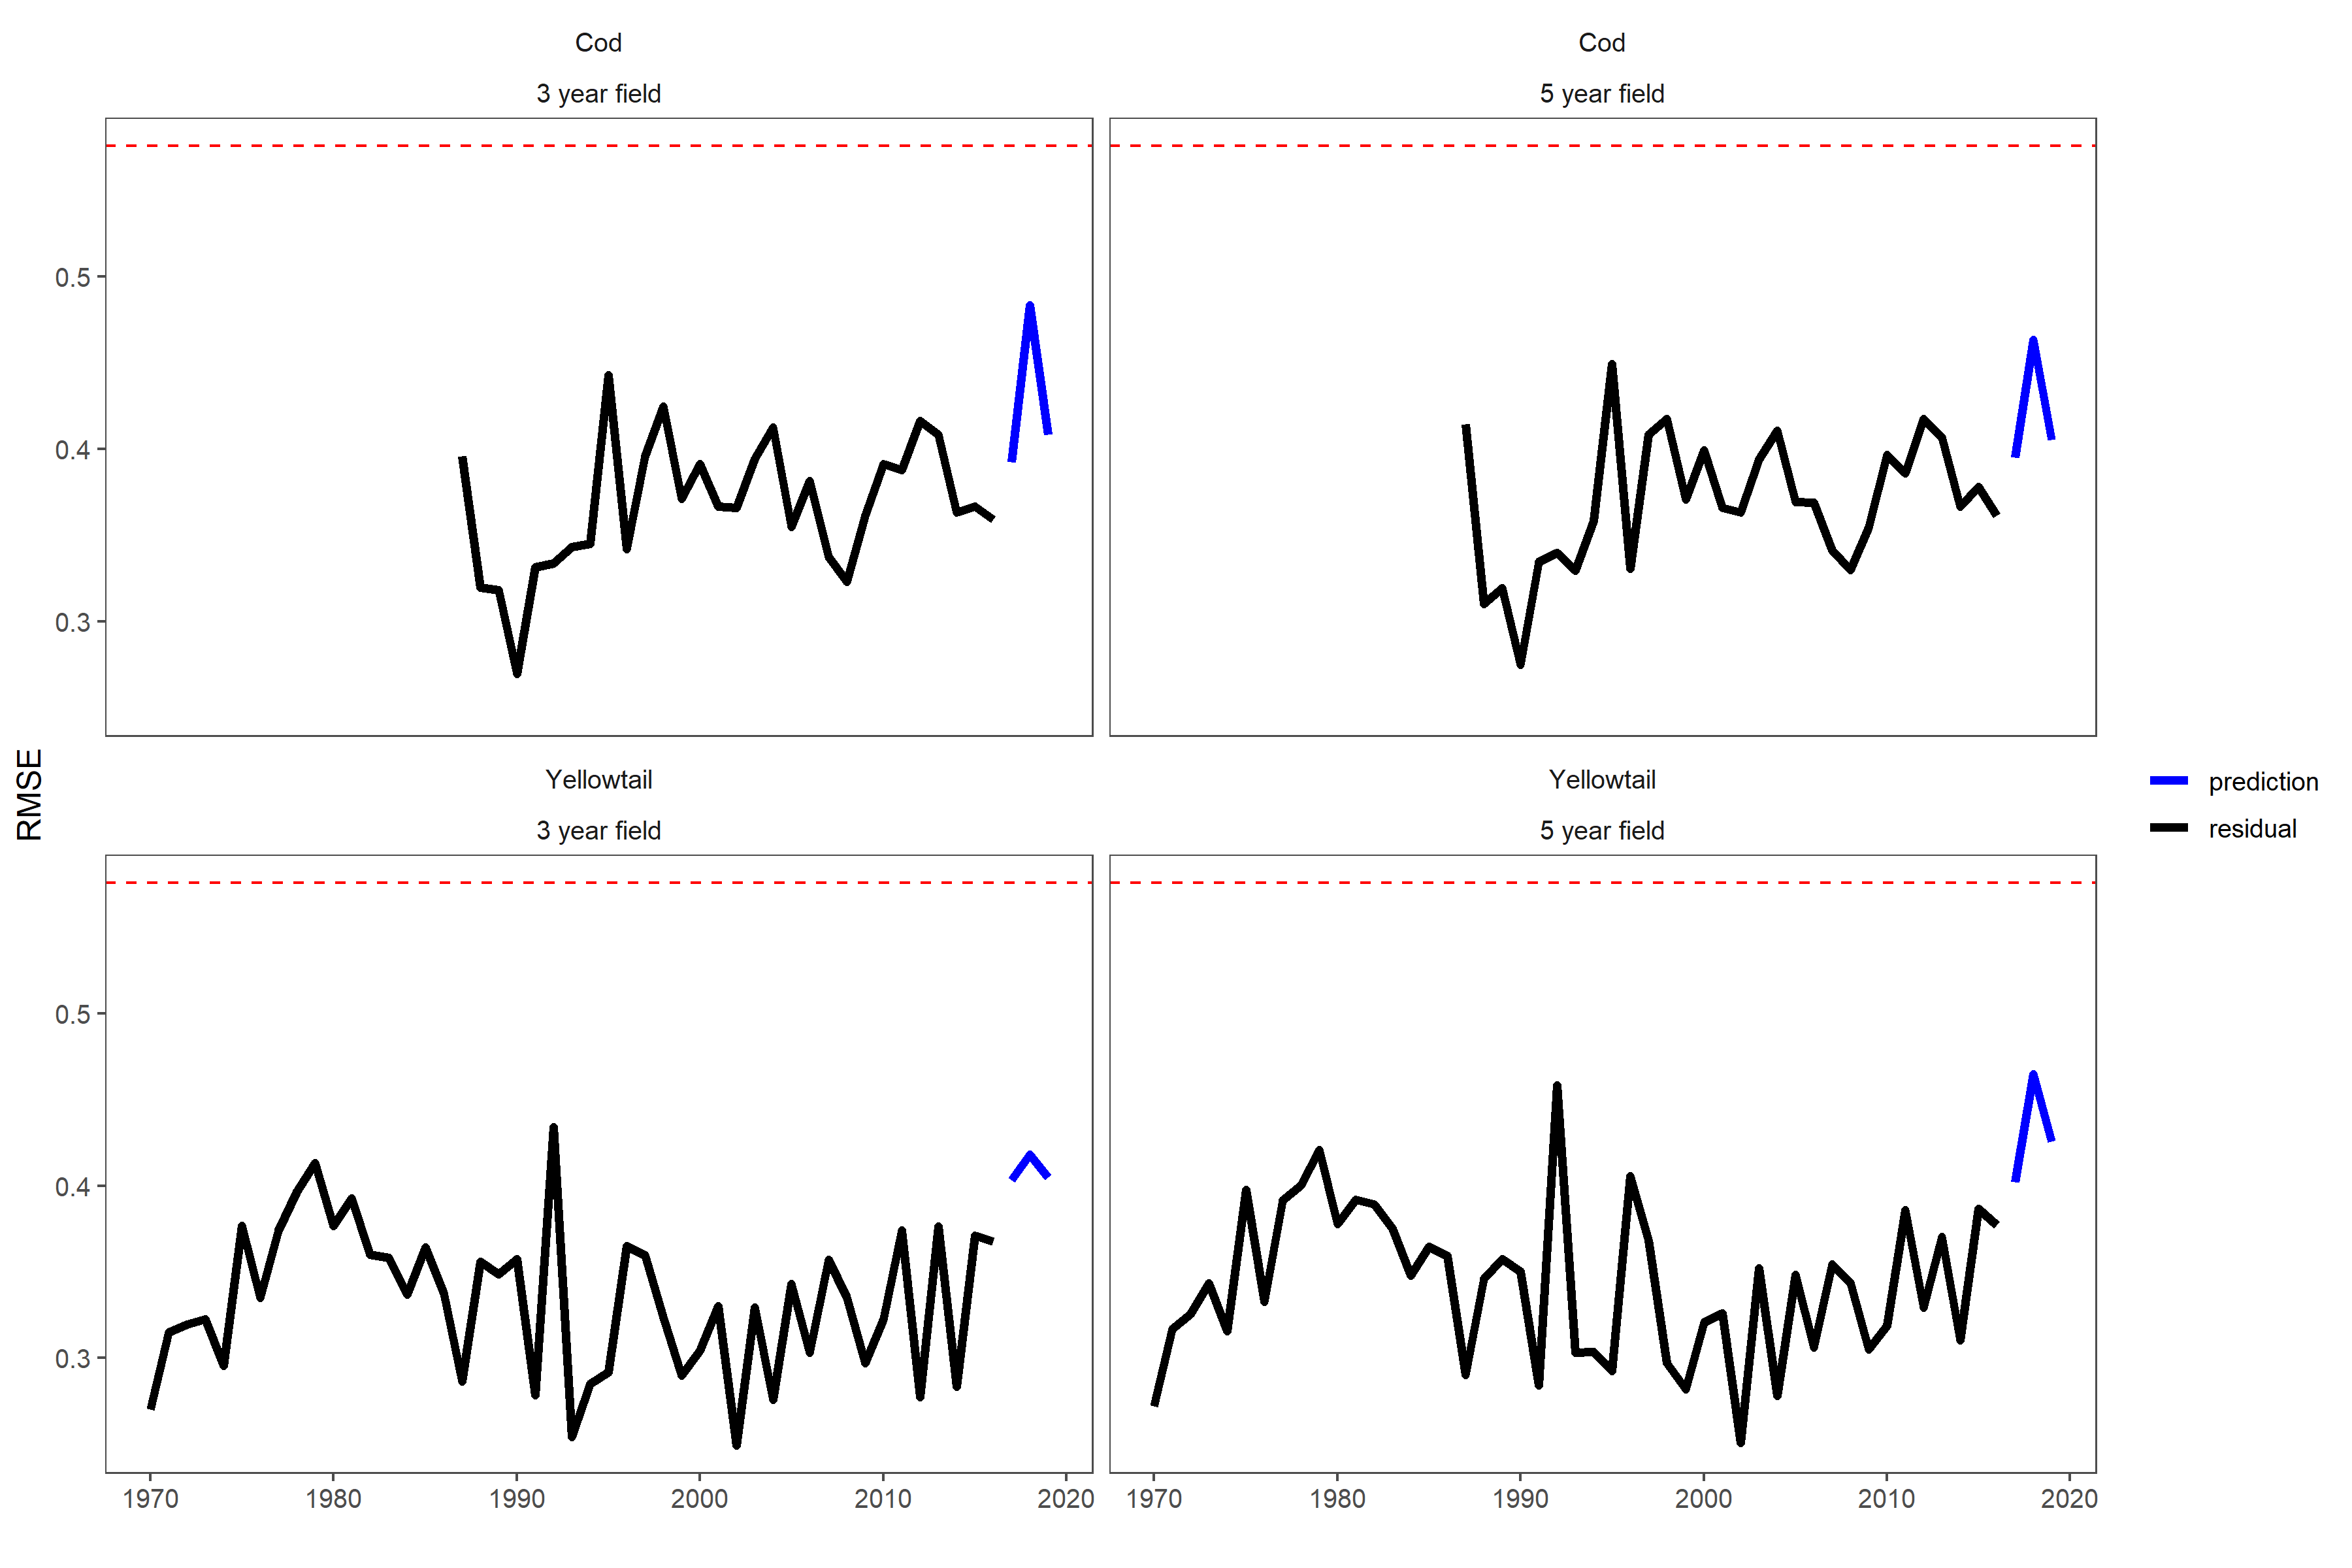 Cod
3 year field
Cod
5 year field
0.5
0.4
0.3
RMSE
Yellowtail
3 year field
Yellowtail
5 year field
prediction
residual
0.5
0.4
0.3
1970
1980
1990
2000
2010
2020
1970
1980
1990
2000
2010
2020